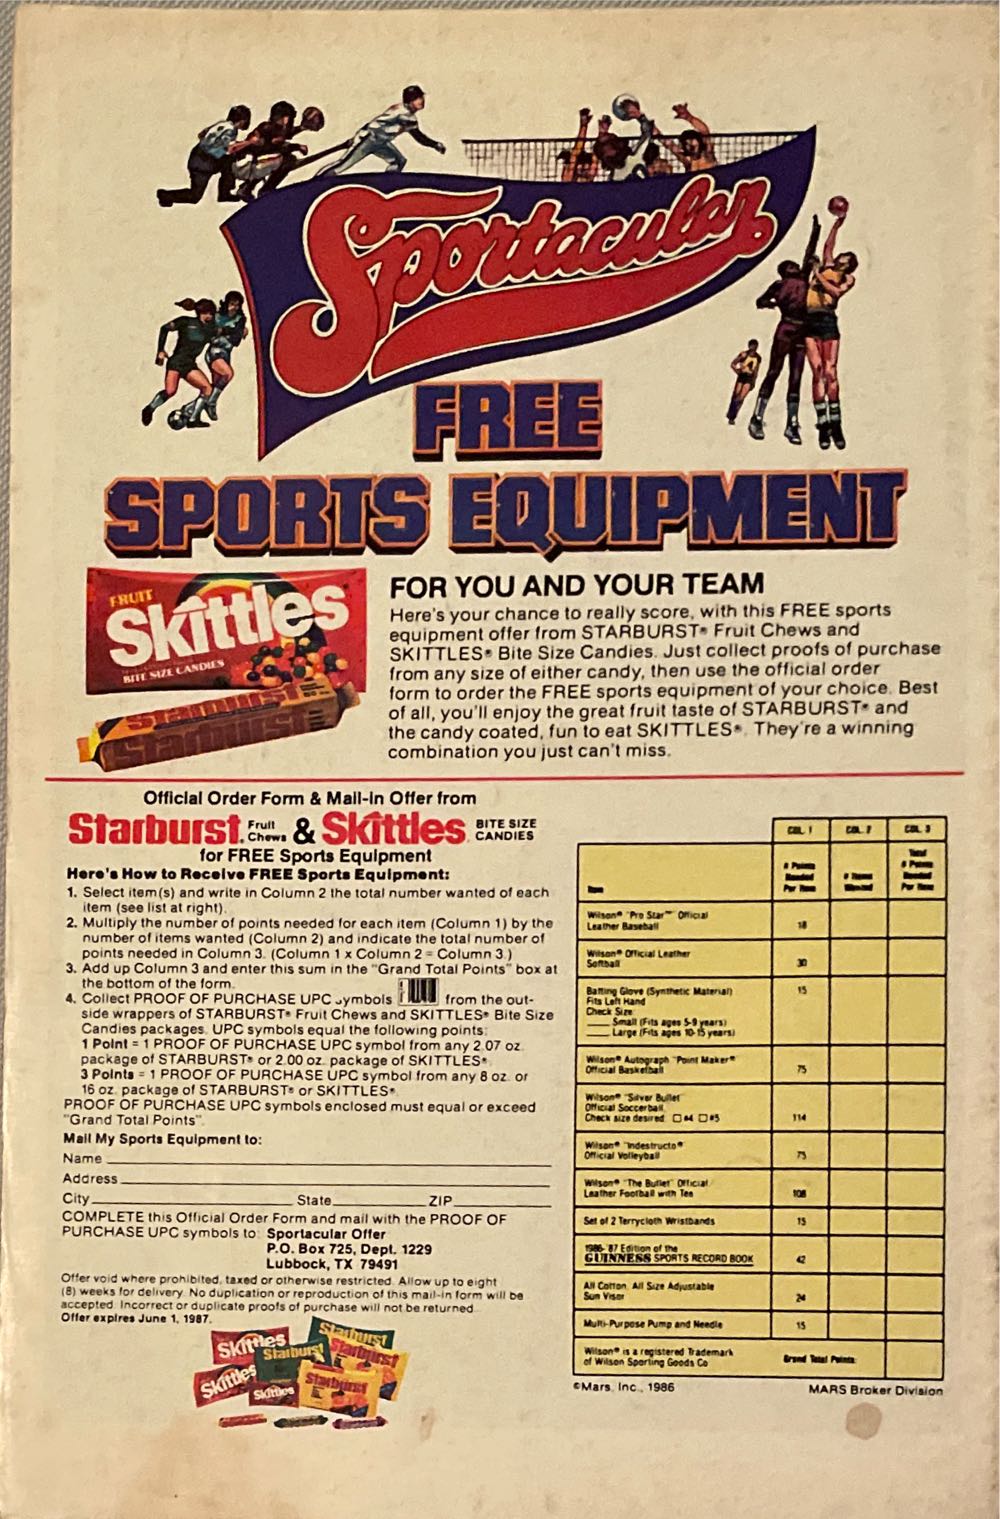 Sportacular
FREE
SPORTS EQUIPMENT
FRUIT
Skittles
BITE SIZE CANDIES
Starburst
Starburst
FOR YOU AND YOUR TEAM
Here's your chance to really score, with this FREE sports
equipment offer from STARBURST® Fruit Chews and
SKITTLES® Bite Size Candies. Just collect proofs of purchase
from any size of either candy, then use the official order
form to order the FREE sports equipment of your choice. Best
of all, you'll enjoy the great fruit taste of STARBURST® and
the candy coated, fun to eat SKITTLES®. They're a winning
combination you just can't miss.
Official Order Form & Mail-in Offer from
Starburst® Fruit Chews & Skittles® BITE SIZE CANDIES
for FREE Sports Equipment
Here's How to Receive FREE Sports Equipment:
1. Select item(s) and write in Column 2 the total number wanted of each
item (see list at right).
2. Multiply the number of points needed for each item (Column 1) by the
number of items wanted (Column 2) and indicate the total number of
points needed in Column 3. (Column 1 x Column 2 = Column 3.)
3. Add up Column 3 and enter this sum in the "Grand Total Points" box at
the bottom of the form.
4. Collect PROOF OF PURCHASE UPC symbols from the out-
side wrappers of STARBURST® Fruit Chews and SKITTLES® Bite Size
Candies packages. UPC symbols equal the following points:
1 Point = 1 PROOF OF PURCHASE UPC symbol from any 2.07 oz.
package of STARBURST® or 2.00 oz. package of SKITTLES®.
3 Points = 1 PROOF OF PURCHASE UPC symbol from any 8 oz. or
16 oz. package of STARBURST® or SKITTLES®.
PROOF OF PURCHASE UPC symbols enclosed must equal or exceed
"Grand Total Points".
Mail My Sports Equipment to:
Name
Address
City State ZIP
COMPLETE this Official Order Form and mail with the PROOF OF
PURCHASE UPC symbols to: Sportacular Offer
P.O. Box 725, Dept. 1229
Lubbock, TX 79491
Offer void where prohibited, taxed or otherwise restricted. Allow up to eight
(8) weeks for delivery. No duplication or reproduction of this mail-in form will be
accepted. Incorrect or duplicate proofs of purchase will not be returned.
Offer expires June 1, 1987.
Skittles
Starburst
Starburst
Starburst
Skittles
Skittles
Starburst
COL. 1 COL. 2 COL. 3
Item
# Points Needed Per Item
# Items Wanted
Total # Points Needed Per Item
Wilson® "Pro Star™" Official
Leather Baseball 18
Wilson® Official Leather
Softball 30
Batting Glove (Synthetic Material) 15
Fits Left Hand
Check Size:
Small (Fits ages 5-9 years)
Large (Fits ages 10-15 years)
Wilson® Autograph "Point Maker®"
Official Basketball 75
Wilson® "Silver Bullet"
Official Soccerball
Check size desired: □ #4 □ #5 114
Wilson® "Indestructo®"
Official Volleyball 75
Wilson® "The Bullet" Official
Leather Football with Tee 108
Set of 2 Terrycloth Wristbands 15
1986-'87 Edition of the
GUINNESS SPORTS RECORD BOOK 42
All Cotton, All Size Adjustable
Sun Visor 24
Multi-Purpose Pump and Needle 15
Wilson® is a registered Trademark
of Wilson Sporting Goods Co.
Grand Total Points:
©Mars, Inc., 1986
MARS Broker Division